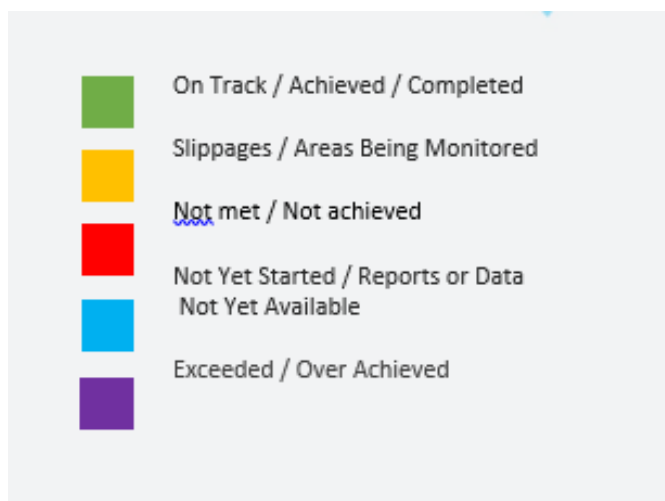 On Track / Achieved / Completed
Slippages / Areas Being Monitored
Not met / Not achieved
Not Yet Started / Reports or Data
Not Yet Available
Exceeded / Over Achieved